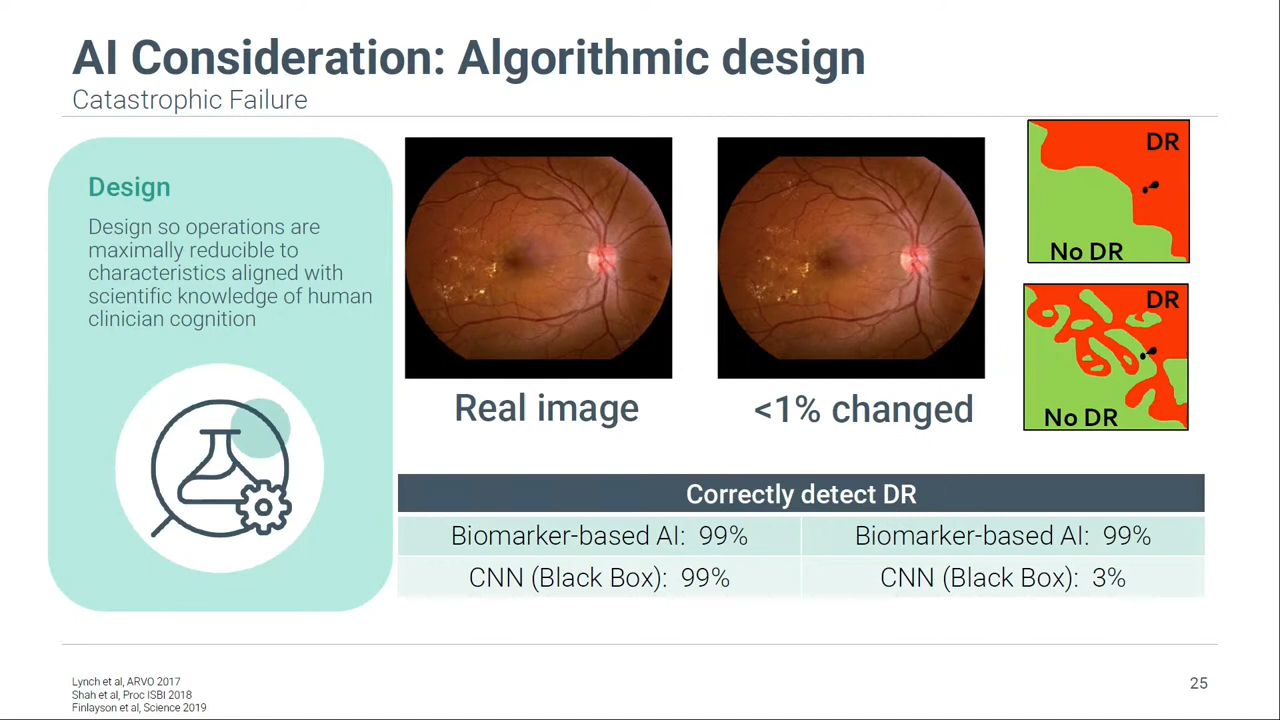 AI Consideration: Algorithmic design
Catastrophic Failure
Design
Design so operations are
maximally reducible to
characteristics aligned with
scientific knowledge of human
clinician cognition
Real image
<1% changed
DR
No DR
DR
No DR
Correctly detect DR
Biomarker-based AI: 99%
Biomarker-based AI: 99%
CNN (Black Box): 99%
CNN (Black Box): 3%
Lynch et al, ARVO 2017
Shah et al, Proc ISBI 2018
Finlayson et al, Science 2019
25